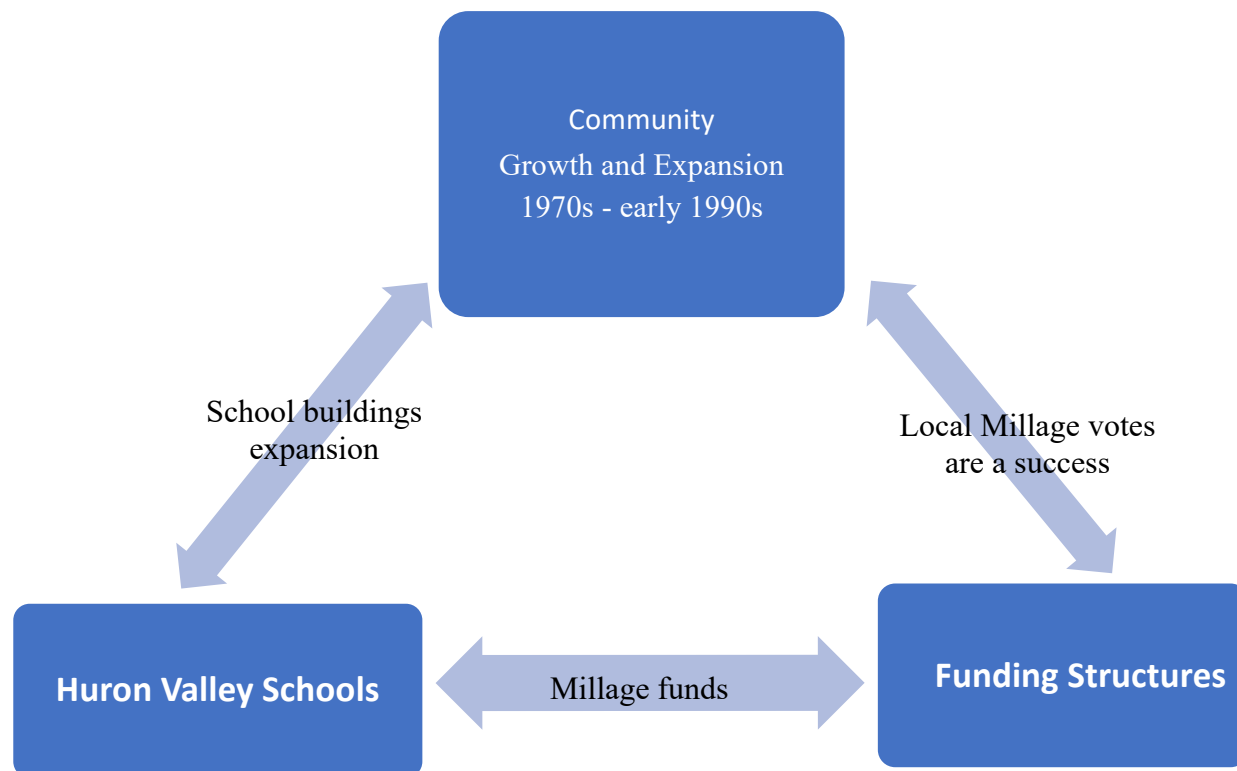 Community
Growth and Expansion
1970s - early 1990s
School buildings
expansion
Local Millage votes
are a success
Huron Valley Schools
Millage funds
Funding Structures